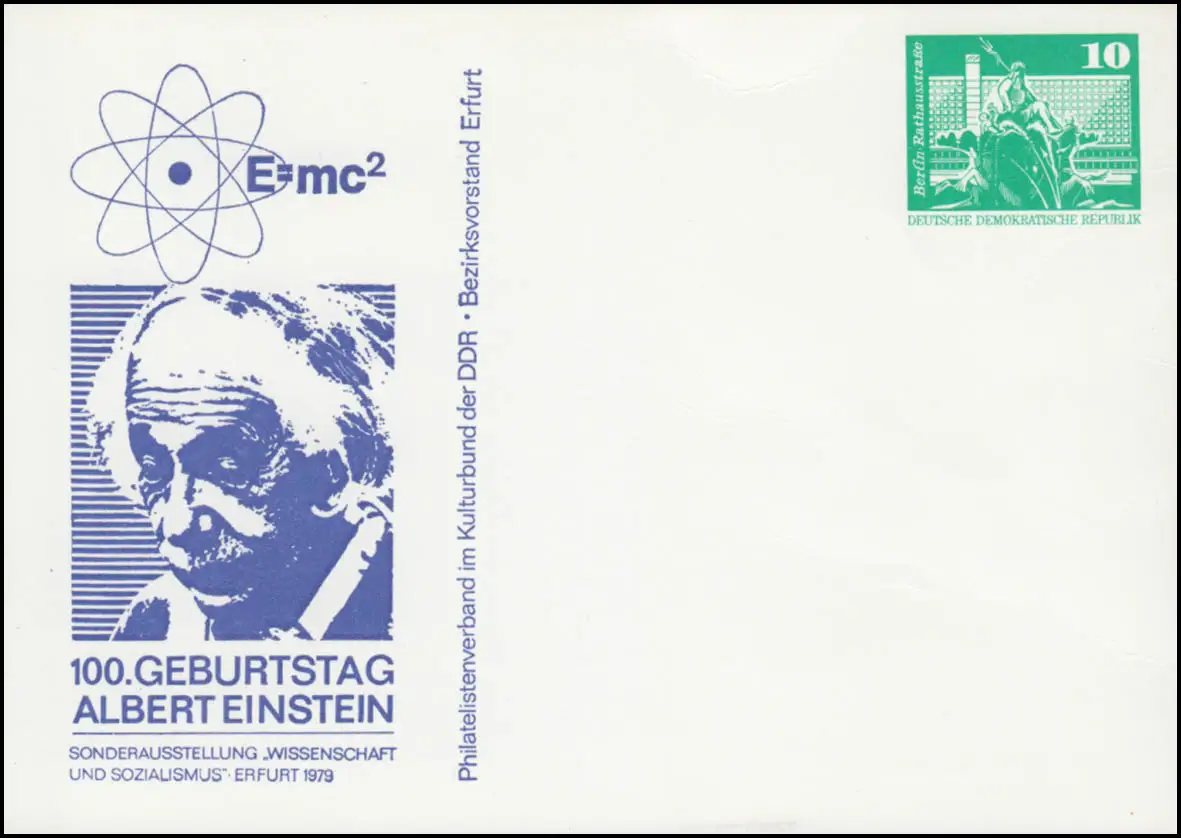 E=mc²
100. GEBURTSTAG
ALBERT EINSTEIN
SONDERAUSSTELLUNG „WISSENSCHAFT
UND SOZIALISMUS“· ERFURT 1979
Philatelistenverband im Kulturbund der DDR · Bezirksvorstand Erfurt
10
Berlin · Rathausstraße
DEUTSCHE DEMOKRATISCHE REPUBLIK